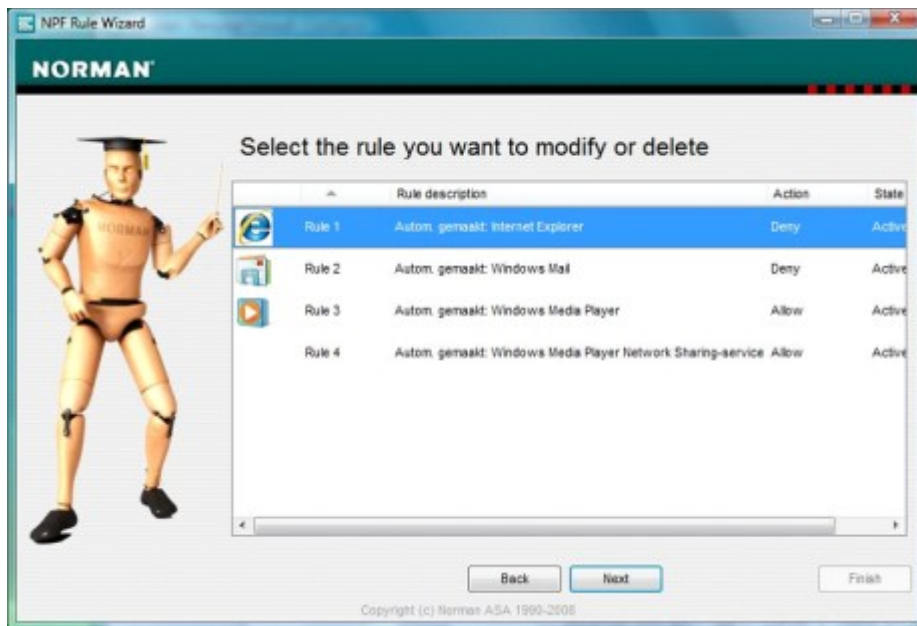 NPF Rule Wizard
NORMAN
NORMAN
Select the rule you want to modify or delete
Rule description Action State
Rule 1 Autom. gemaakt: Internet Explorer Deny Active
Rule 2 Autom. gemaakt: Windows Mail Deny Active
Rule 3 Autom. gemaakt: Windows Media Player Allow Active
Rule 4 Autom. gemaakt: Windows Media Player Network Sharing-service Allow Active
Back Next Finish
Copyright (c) Norman ASA 1990-2008